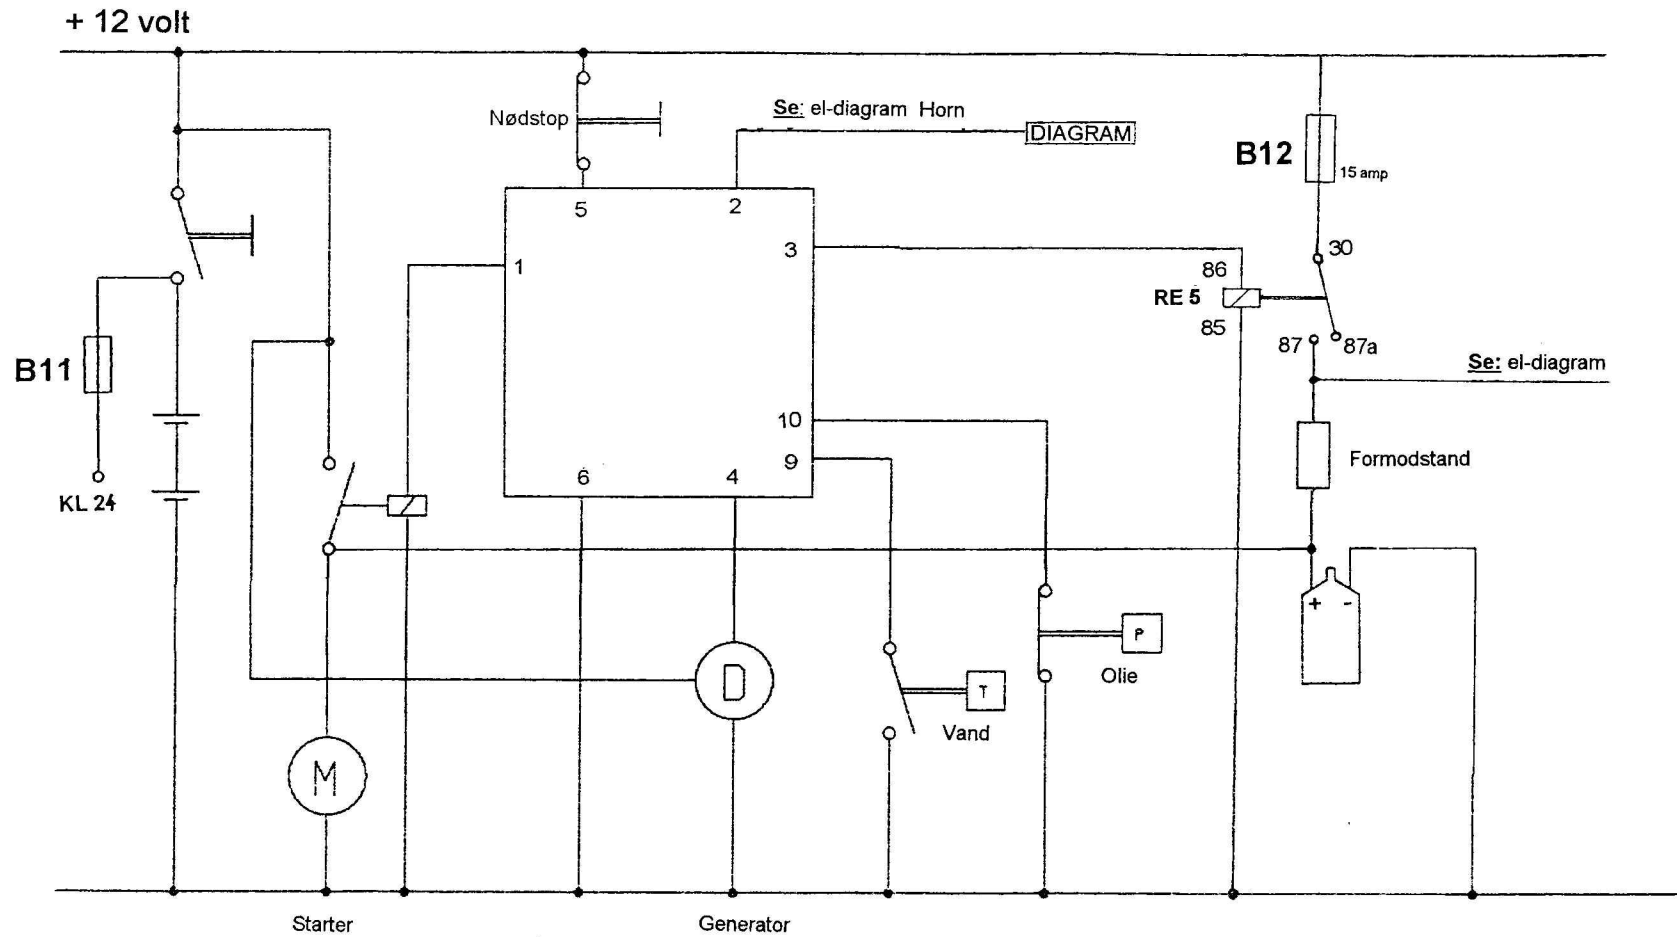 + 12 volt
Nødstop
Se: el-diagram Horn
DIAGRAM
B12
15 amp
5
2
30
3
1
86
RE 5
85
87
87a
B11
Se: el-diagram
10
9
Formodstand
6
4
KL 24
+ -
P
Olie
D
T
Vand
M
Starter
Generator